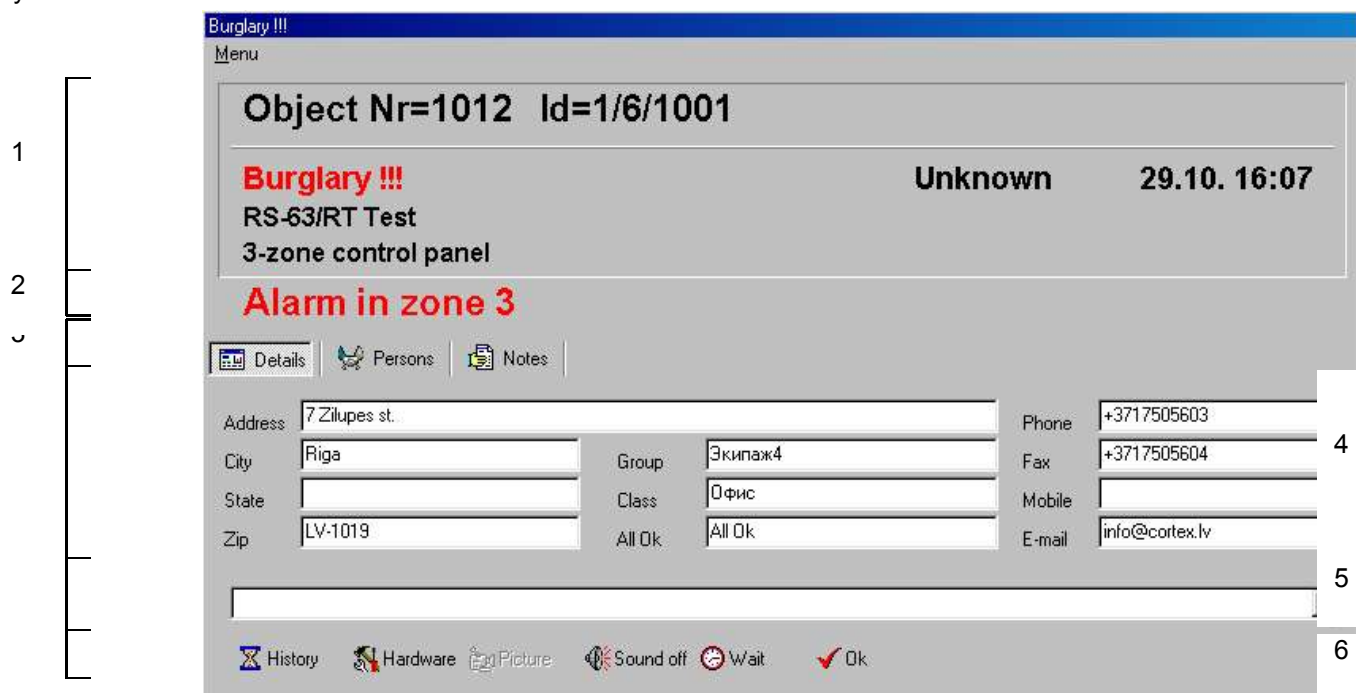 Burglary !!!
Menu
Object Nr=1012 Id=1/6/1001
1
Burglary !!! Unknown 29.10. 16:07
RS-63/RT Test
3-zone control panel
2
Alarm in zone 3
Details Persons Notes
Address 7 Zilupes st. Phone +3717505603
4
City Riga Group Экипаж4 Fax +3717505604
State Class Офис Mobile
Zip LV-1019 All Ok All Ok E-mail info@cortex.lv
5
History Hardware Picture Sound off Wait Ok
6